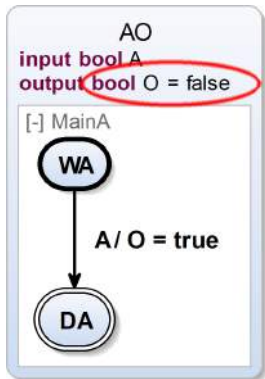 AO
input bool A
output bool O = false
[-] MainA
WA
A/ O = true
DA